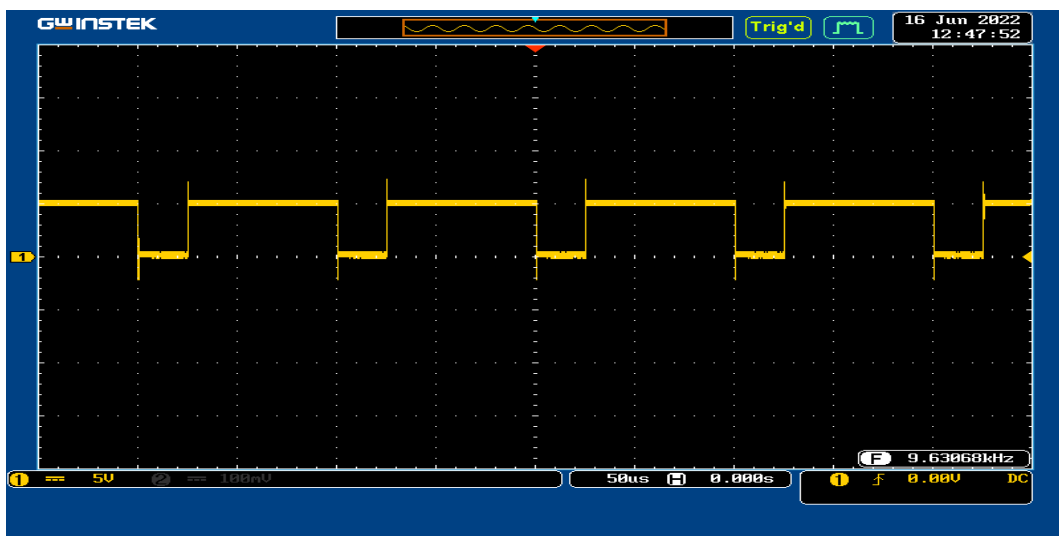 GWINSTEK
Trig'd
16 Jun 2022
12:47:52
1
F 9.63068kHz
1 5V 2 100mV
50us H 0.000s
1 0.00V DC